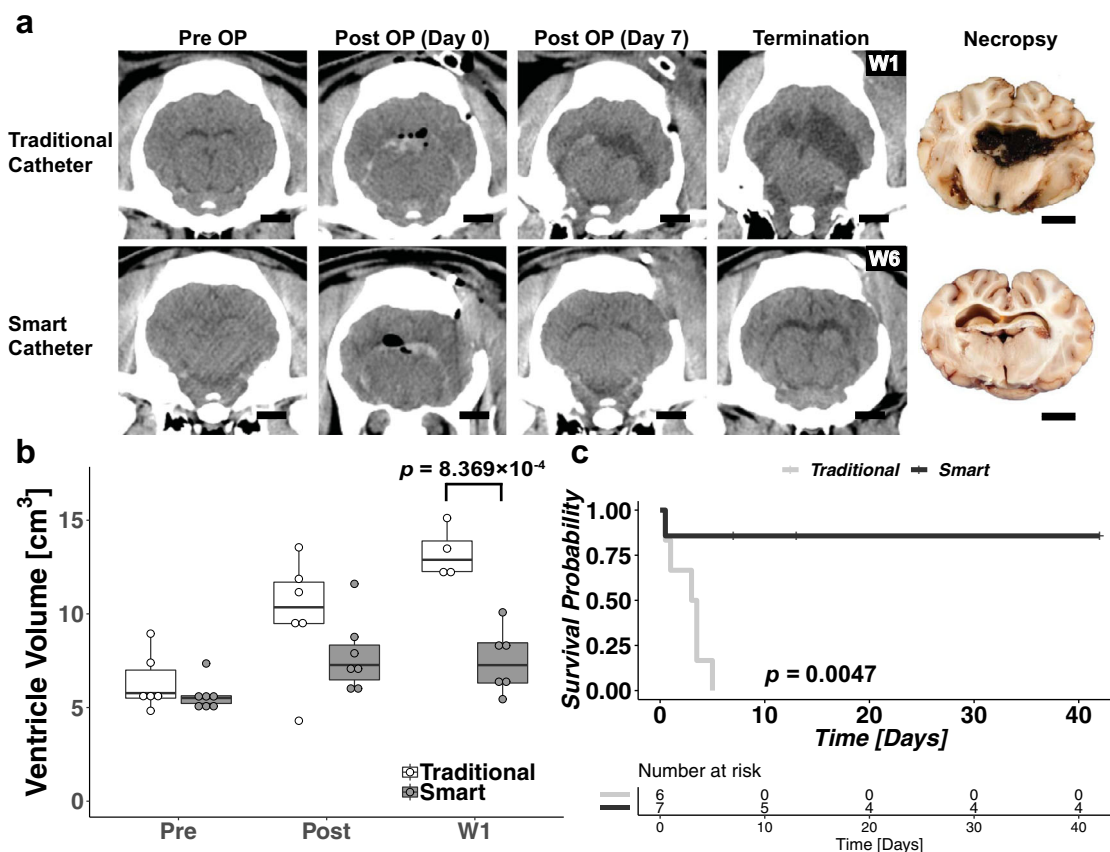 a
Pre OP Post OP (Day 0) Post OP (Day 7) Termination Necropsy
W1
Traditional
Catheter
W6
Smart
Catheter
b
p = 8.369×10-4
Ventricle Volume [cm3]
15
10
5
0
Traditional
Smart
Pre Post W1
c
Traditional Smart
Survival Probability
1.00
0.75
0.50
0.25
0.00
p = 0.0047
0 10 20 30 40
Time [Days]
Number at risk
6 0 0 0 0
7 5 4 4 4
0 10 20 30 40
Time [Days]